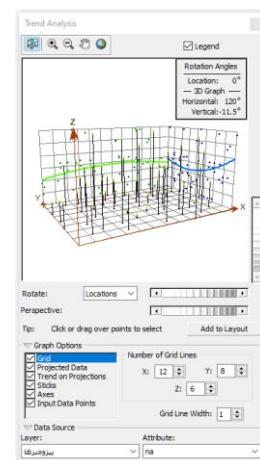 Trend Analysis
Legend
Rotation Angles
Location: 0°
3D Graph
Horizontal: 120°
Vertical:-11.5°
Z
Y
X
Rotate: Locations
Perspective:
Tip: Click or drag over points to select Add to Layout
Graph Options
Grid
Projected Data
Trend on Projections
Sticks
Axes
Input Data Points
Number of Grid Lines
X: 12 Y: 8
Z: 6
Grid Line Width: 1
Data Source
Layer: Attribute:
پیزومترها na